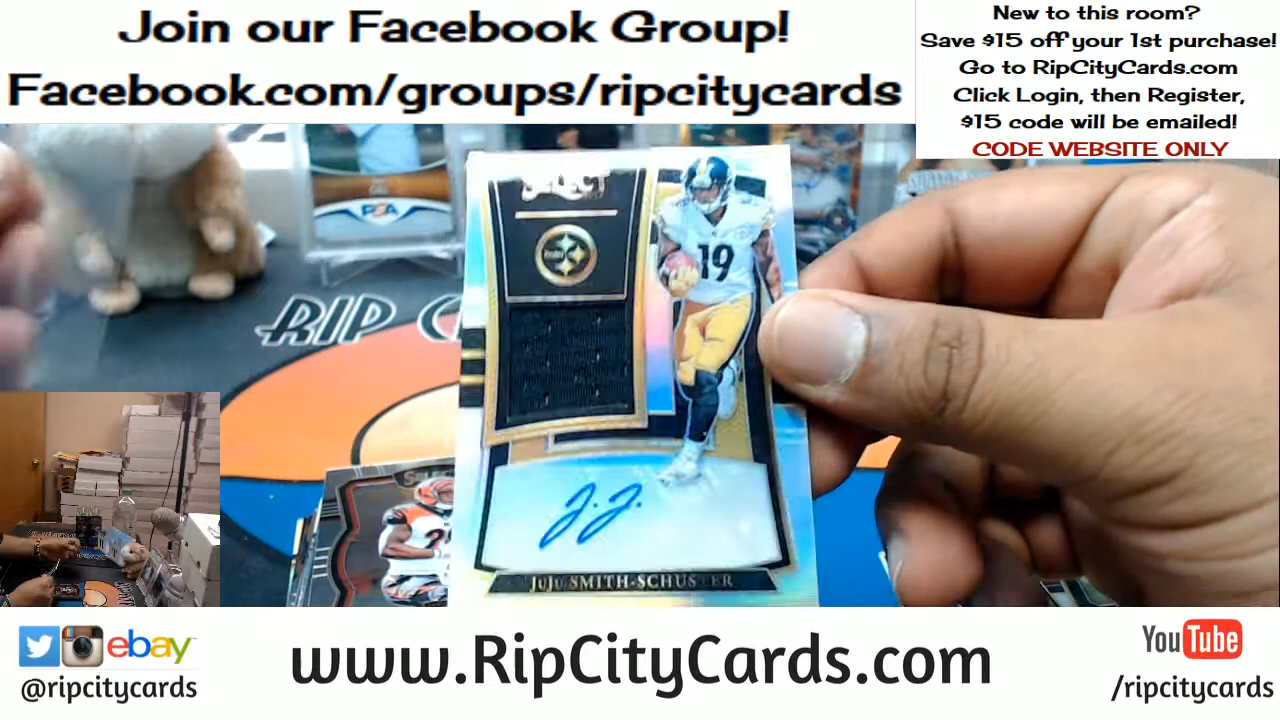 Join our Facebook Group!
Facebook.com/groups/ripcitycards
New to this room?
Save $15 off your 1st purchase!
Go to RipCityCards.com
Click Login, then Register,
$15 code will be emailed!
CODE WEBSITE ONLY
PSA
RIP C
SELECT
19
J.J.
JUJU SMITH-SCHUSTER
SELECT
ebay
@ripcitycards
www.RipCityCards.com
YouTube
/ripcitycards